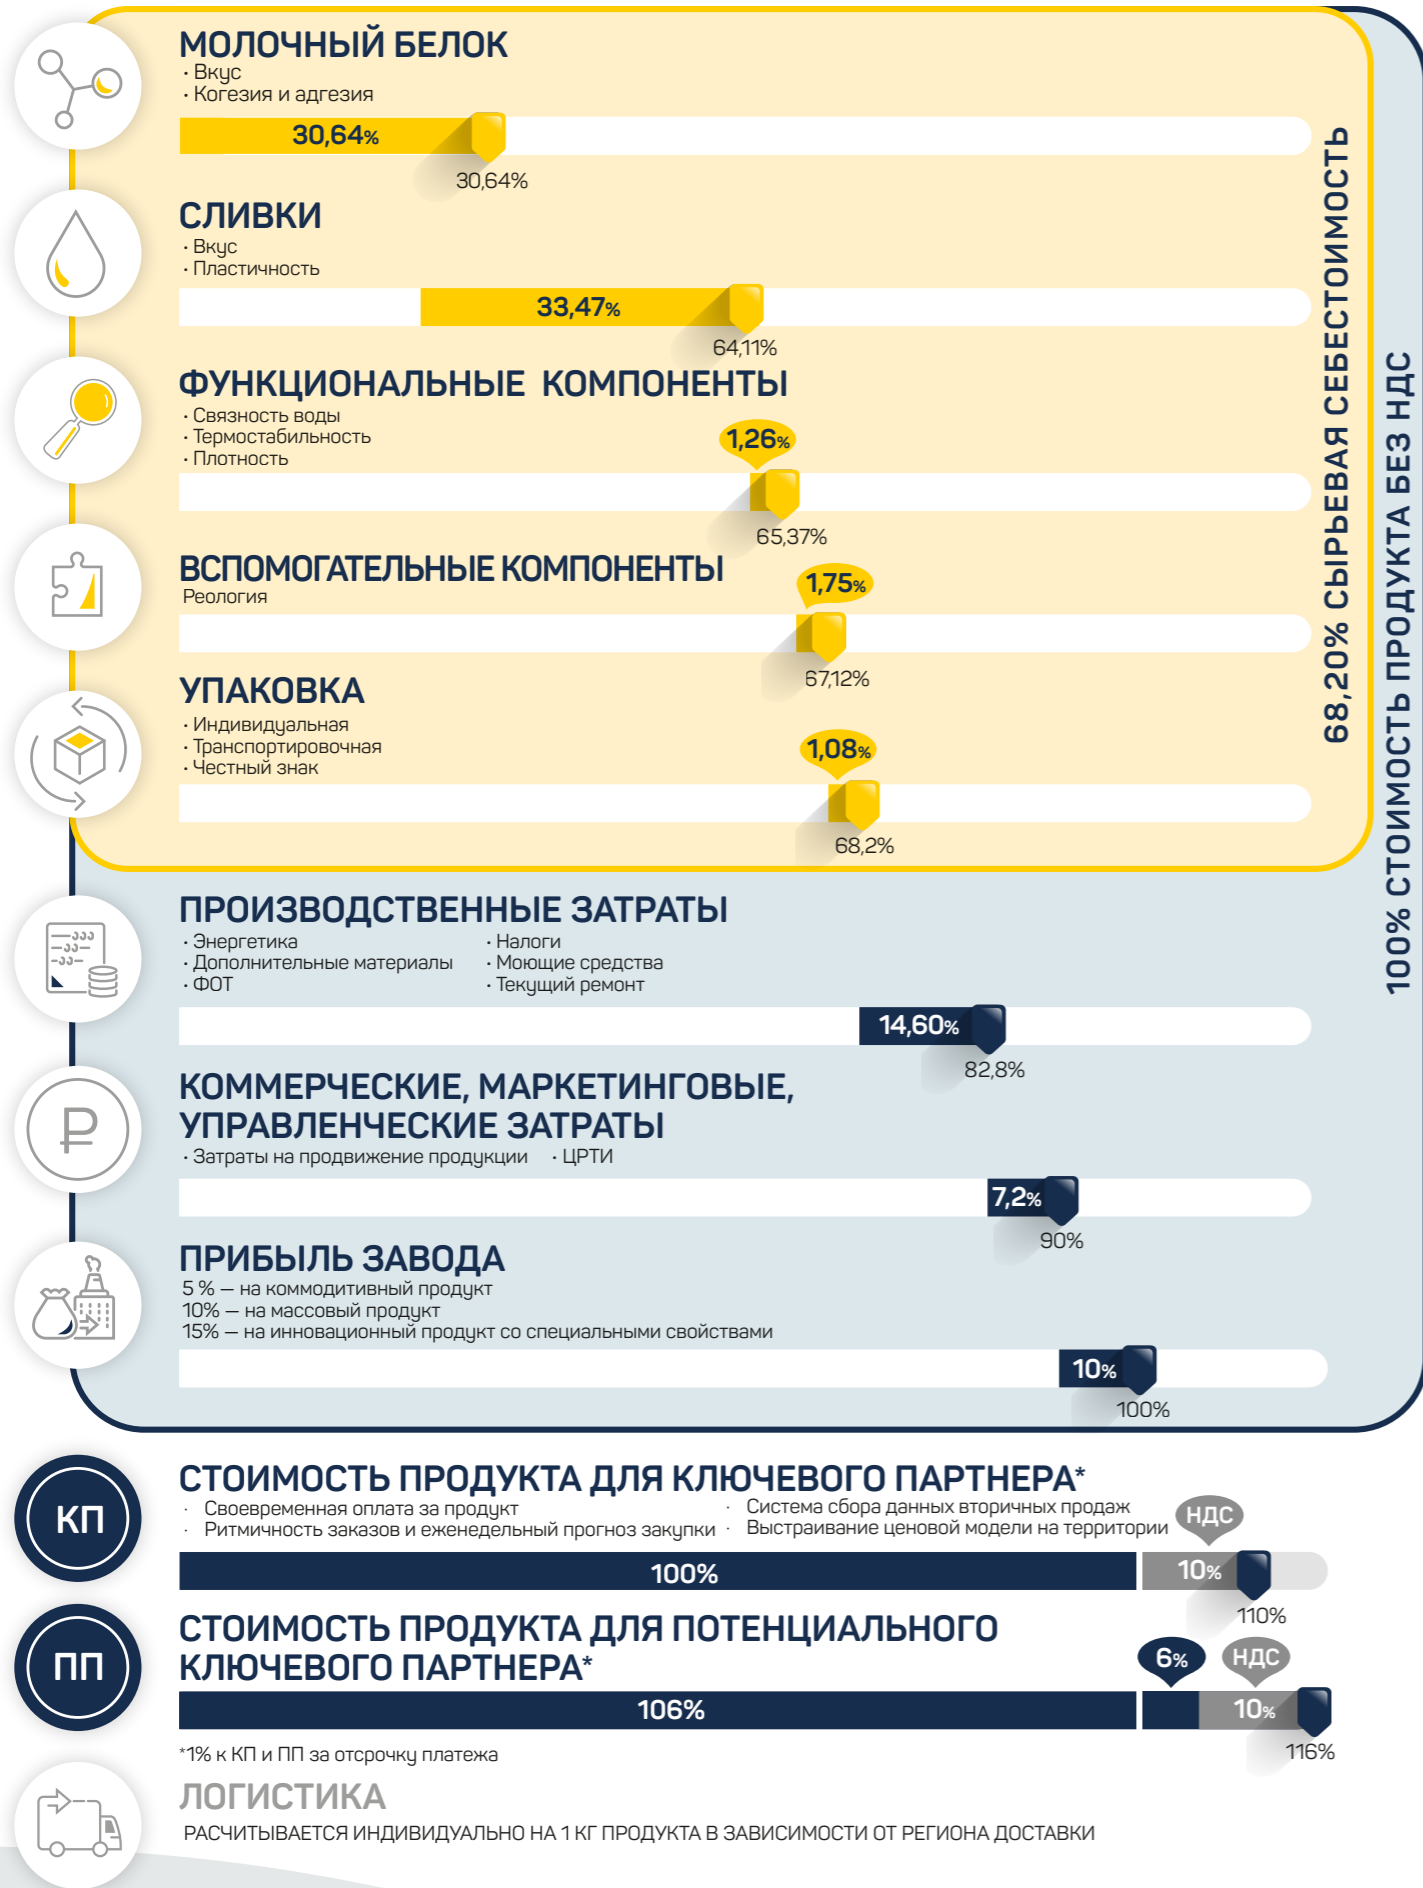 МОЛОЧНЫЙ БЕЛОК
· Вкус
· Когезия и адгезия
30,64%
30,64%
СЛИВКИ
· Вкус
· Пластичность
33,47%
64,11%
ФУНКЦИОНАЛЬНЫЕ КОМПОНЕНТЫ
· Связность воды
· Термостабильность
· Плотность
1,26%
65,37%
ВСПОМОГАТЕЛЬНЫЕ КОМПОНЕНТЫ
Реология
1,75%
67,12%
УПАКОВКА
· Индивидуальная
· Транспортировочная
· Честный знак
1,08%
68,2%
68,20% СЫРЬЕВАЯ СЕБЕСТОИМОСТЬ
100% СТОИМОСТЬ ПРОДУКТА БЕЗ НДС
ПРОИЗВОДСТВЕННЫЕ ЗАТРАТЫ
· Энергетика
· Дополнительные материалы
· ФОТ
· Налоги
· Моющие средства
· Текущий ремонт
14,60%
82,8%
₽
КОММЕРЧЕСКИЕ, МАРКЕТИНГОВЫЕ,
УПРАВЛЕНЧЕСКИЕ ЗАТРАТЫ
· Затраты на продвижение продукции · ЦРТИ
7,2%
90%
ПРИБЫЛЬ ЗАВОДА
5 % — на коммодитивный продукт
10% — на массовый продукт
15% — на инновационный продукт со специальными свойствами
10%
100%
КП
СТОИМОСТЬ ПРОДУКТА ДЛЯ КЛЮЧЕВОГО ПАРТНЕРА*
· Своевременная оплата за продукт
· Ритмичность заказов и еженедельный прогноз закупки
· Система сбора данных вторичных продаж
· Выстраивание ценовой модели на территории
НДС
100%
10%
110%
ПП
СТОИМОСТЬ ПРОДУКТА ДЛЯ ПОТЕНЦИАЛЬНОГО
КЛЮЧЕВОГО ПАРТНЕРА*
6%
НДС
106%
10%
116%
*1% к КП и ПП за отсрочку платежа
ЛОГИСТИКА
РАСЧИТЫВАЕТСЯ ИНДИВИДУАЛЬНО НА 1 КГ ПРОДУКТА В ЗАВИСИМОСТИ ОТ РЕГИОНА ДОСТАВКИ